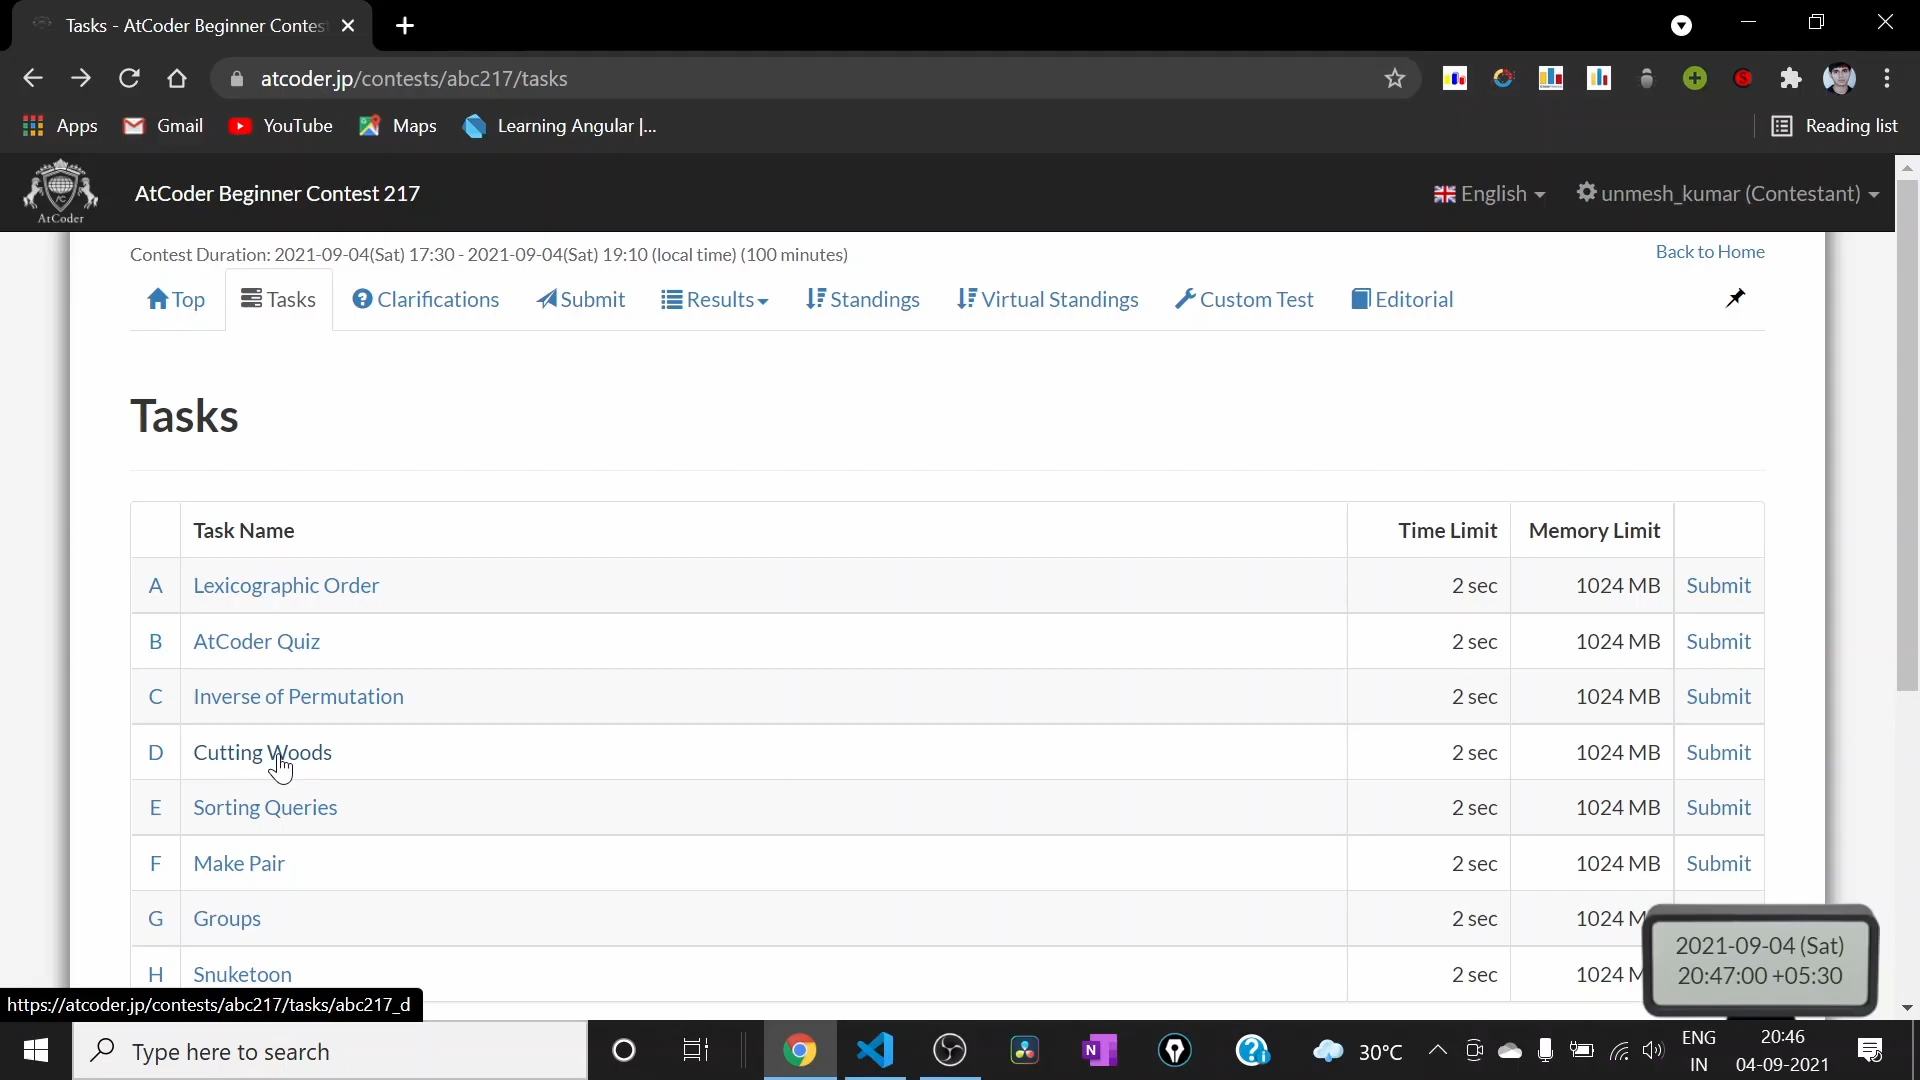 Tasks - AtCoder Beginner Contes
atcoder.jp/contests/abc217/tasks
Apps Gmail YouTube Maps Learning Angular |... Reading list
AtCoder
AtCoder Beginner Contest 217 English unmesh_kumar (Contestant)
Contest Duration: 2021-09-04(Sat) 17:30 - 2021-09-04(Sat) 19:10 (local time) (100 minutes) Back to Home
Top Tasks Clarifications Submit Results Standings Virtual Standings Custom Test Editorial
Tasks
Task Name Time Limit Memory Limit
A Lexicographic Order 2 sec 1024 MB Submit
B AtCoder Quiz 2 sec 1024 MB Submit
C Inverse of Permutation 2 sec 1024 MB Submit
D Cutting Woods 2 sec 1024 MB Submit
E Sorting Queries 2 sec 1024 MB Submit
F Make Pair 2 sec 1024 MB Submit
G Groups 2 sec 1024 M
H Snuketoon 2 sec 1024 M
2021-09-04 (Sat)
20:47:00 +05:30
https://atcoder.jp/contests/abc217/tasks/abc217_d
Type here to search 30°C ENG IN 20:46 04-09-2021